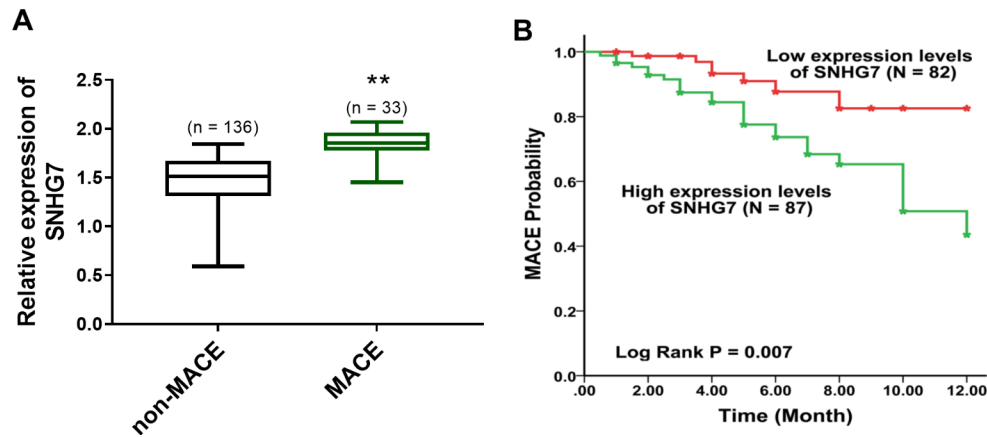 A
Relative expression of
SNHG7
2.5
2.0
1.5
1.0
0.5
0.0
(n = 136)
**
(n = 33)
non-MACE
MACE
B
MACE Probability
1.0
0.8
0.6
0.4
0.2
0.0
Low expression levels
of SNHG7 (N = 82)
High expression levels
of SNHG7 (N = 87)
Log Rank P = 0.007
.00 2.00 4.00 6.00 8.00 10.00 12.00
Time (Month)